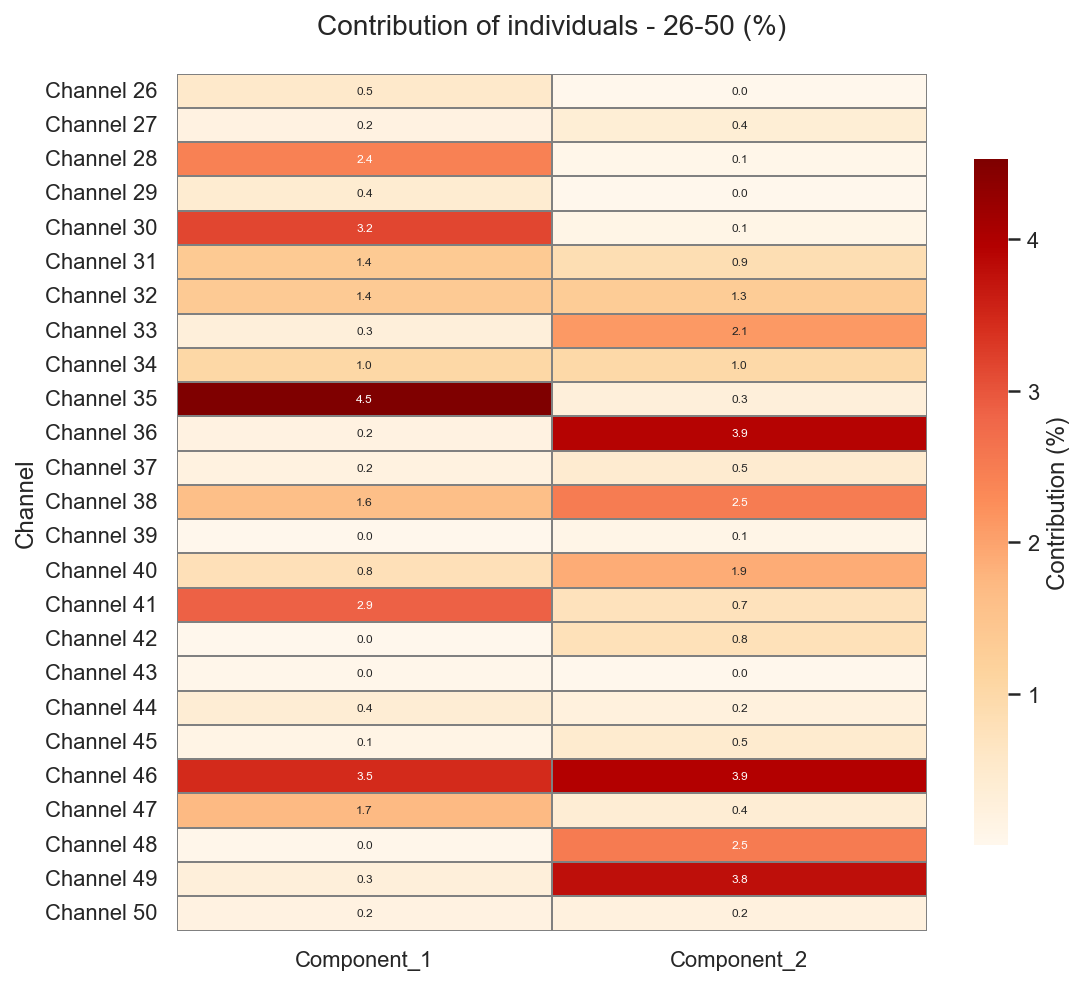 Contribution of individuals - 26-50 (%)
Channel
Channel 26 0.5 0.0
Channel 27 0.2 0.4
Channel 28 2.4 0.1
Channel 29 0.4 0.0
Channel 30 3.2 0.1
Channel 31 1.4 0.9
Channel 32 1.4 1.3
Channel 33 0.3 2.1
Channel 34 1.0 1.0
Channel 35 4.5 0.3
Channel 36 0.2 3.9
Channel 37 0.2 0.5
Channel 38 1.6 2.5
Channel 39 0.0 0.1
Channel 40 0.8 1.9
Channel 41 2.9 0.7
Channel 42 0.0 0.8
Channel 43 0.0 0.0
Channel 44 0.4 0.2
Channel 45 0.1 0.5
Channel 46 3.5 3.9
Channel 47 1.7 0.4
Channel 48 0.0 2.5
Channel 49 0.3 3.8
Channel 50 0.2 0.2
Component_1 Component_2
4
3
2
1
Contribution (%)